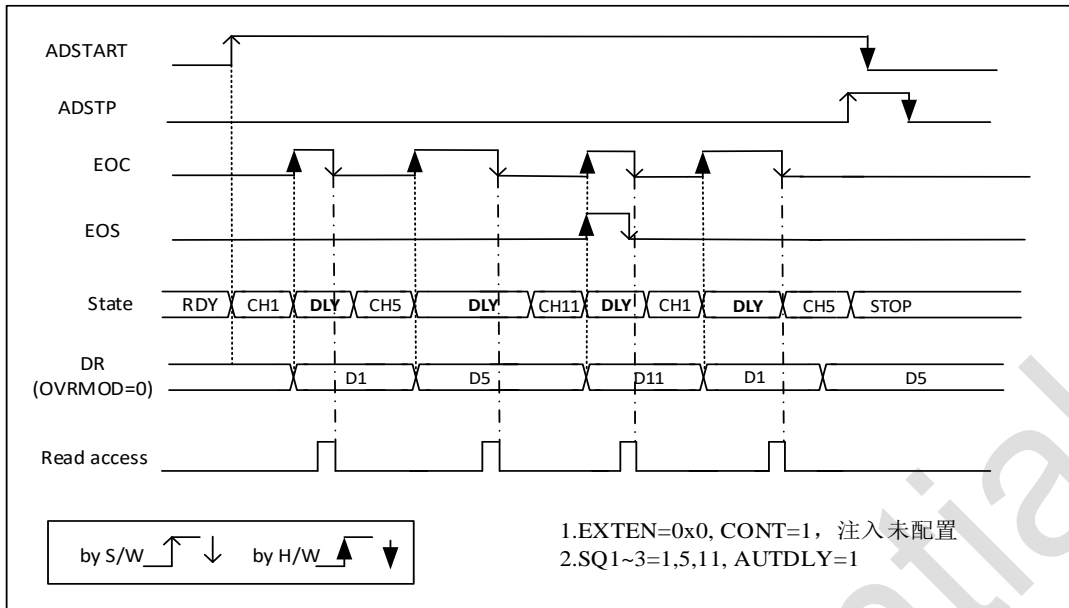 ADSTART
ADSTP
EOC
EOS
State RDY CH1 DLY CH5 DLY CH11 DLY CH1 DLY CH5 STOP
DR
(OVRMOD=0) D1 D5 D11 D1 D5
Read access
by S/W by H/W
1.EXTEN=0x0, CONT=1，注入未配置
2.SQ1~3=1,5,11, AUTDLY=1